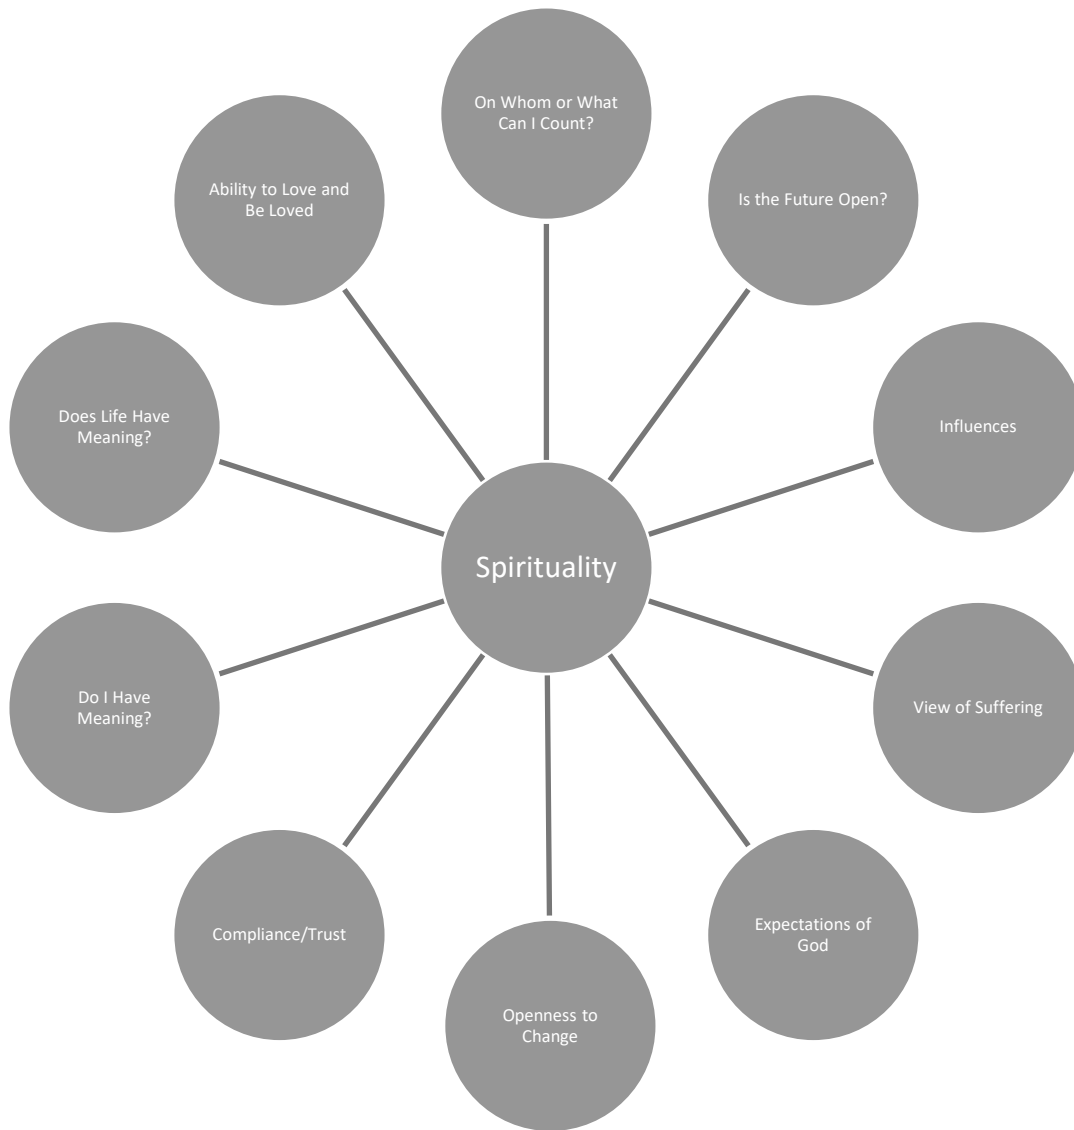 On Whom or What
Can I Count?
Is the Future Open?
Influences
View of Suffering
Expectations of
God
Openness to
Change
Compliance/Trust
Do I Have
Meaning?
Does Life Have
Meaning?
Ability to Love and
Be Loved
Spirituality